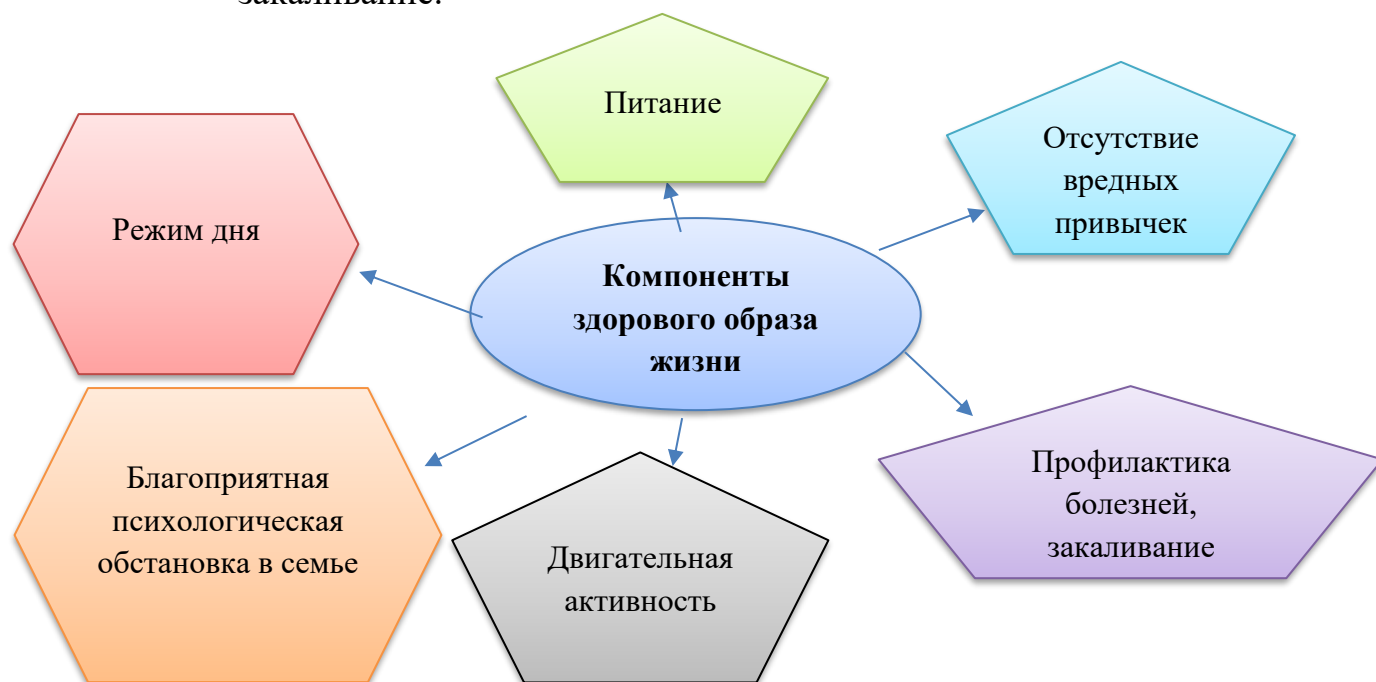 закаливание.
Питание
Отсутствие
вредных
привычек
Режим дня
Компоненты
здорового образа
жизни
Благоприятная
психологическая
обстановка в семье
Двигательная
активность
Профилактика
болезней,
закаливание